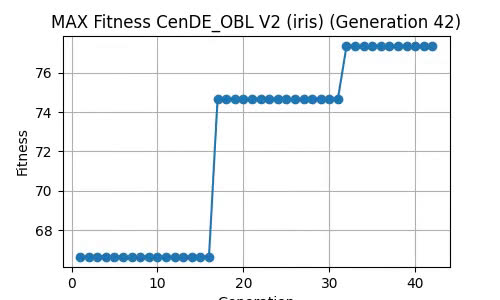 MAX Fitness CenDE_OBL V2 (iris) (Generation 42)
76
74
72
70
68
Fitness
0 10 20 30 40
Generation